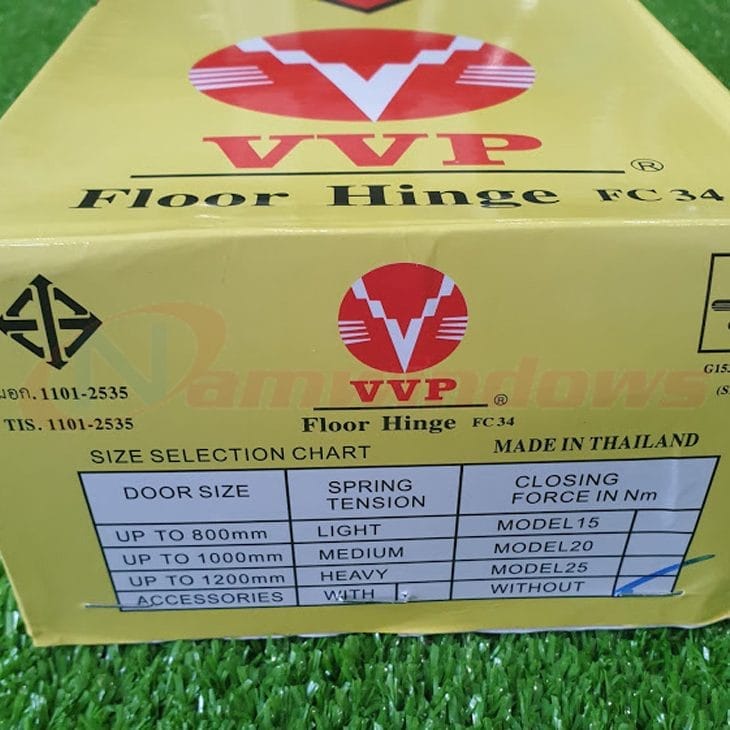 VVP ®
Floor Hinge FC 34
VVP ®
Floor Hinge FC 34
มอก. 1101-2535
TIS. 1101-2535
Namwindows
MADE IN THAILAND
SIZE SELECTION CHART
DOOR SIZE SPRING TENSION CLOSING FORCE IN Nm
UP TO 800mm LIGHT MODEL15
UP TO 1000mm MEDIUM MODEL20
UP TO 1200mm HEAVY MODEL25
ACCESSORIES WITH WITHOUT